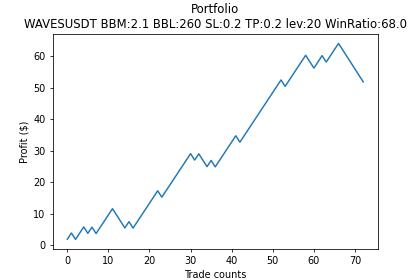 Portfolio
WAVESUSDT BBM:2.1 BBL:260 SL:0.2 TP:0.2 lev:20 WinRatio:68.0
Profit ($)
60
50
40
30
20
10
0
0 10 20 30 40 50 60 70
Trade counts